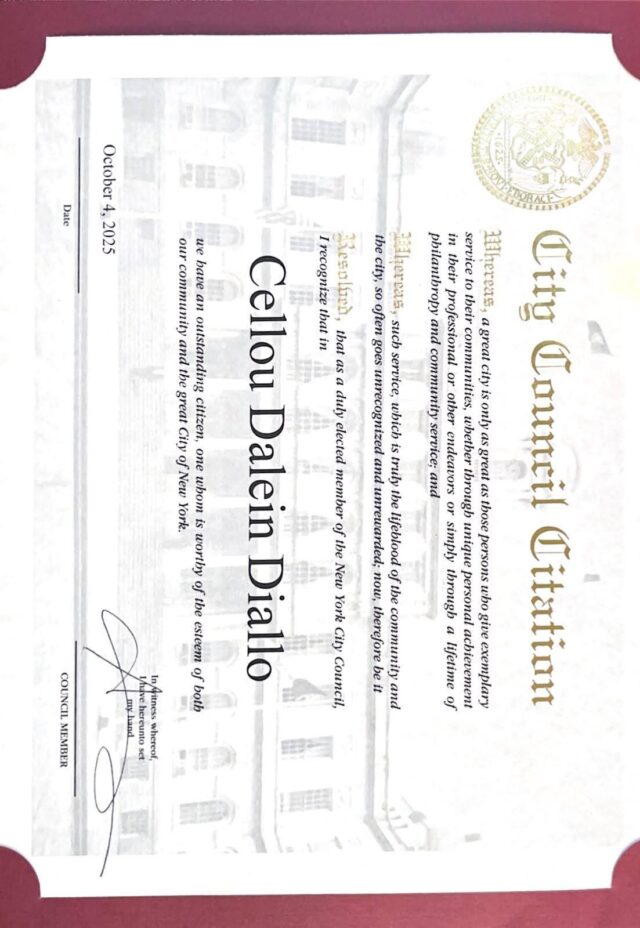 City Council Citation
Whereas, a great city is only as great as those persons who give exemplary
service to their communities, whether through unique personal achievement
in their professional or other endeavors or simply through a lifetime of
philanthropy and community service; and
Whereas, such service, which is truly the lifeblood of the community and
the city, so often goes unrecognized and unrewarded; now, therefore be it
Resolved, that as a duly elected member of the New York City Council,
I recognize that in
Cellou Dalein Diallo
we have an outstanding citizen, one whom is worthy of the esteem of both
our community and the great City of New York.
In witness whereof,
I have hereunto set
my hand
October 4, 2025
Date
COUNCIL MEMBER